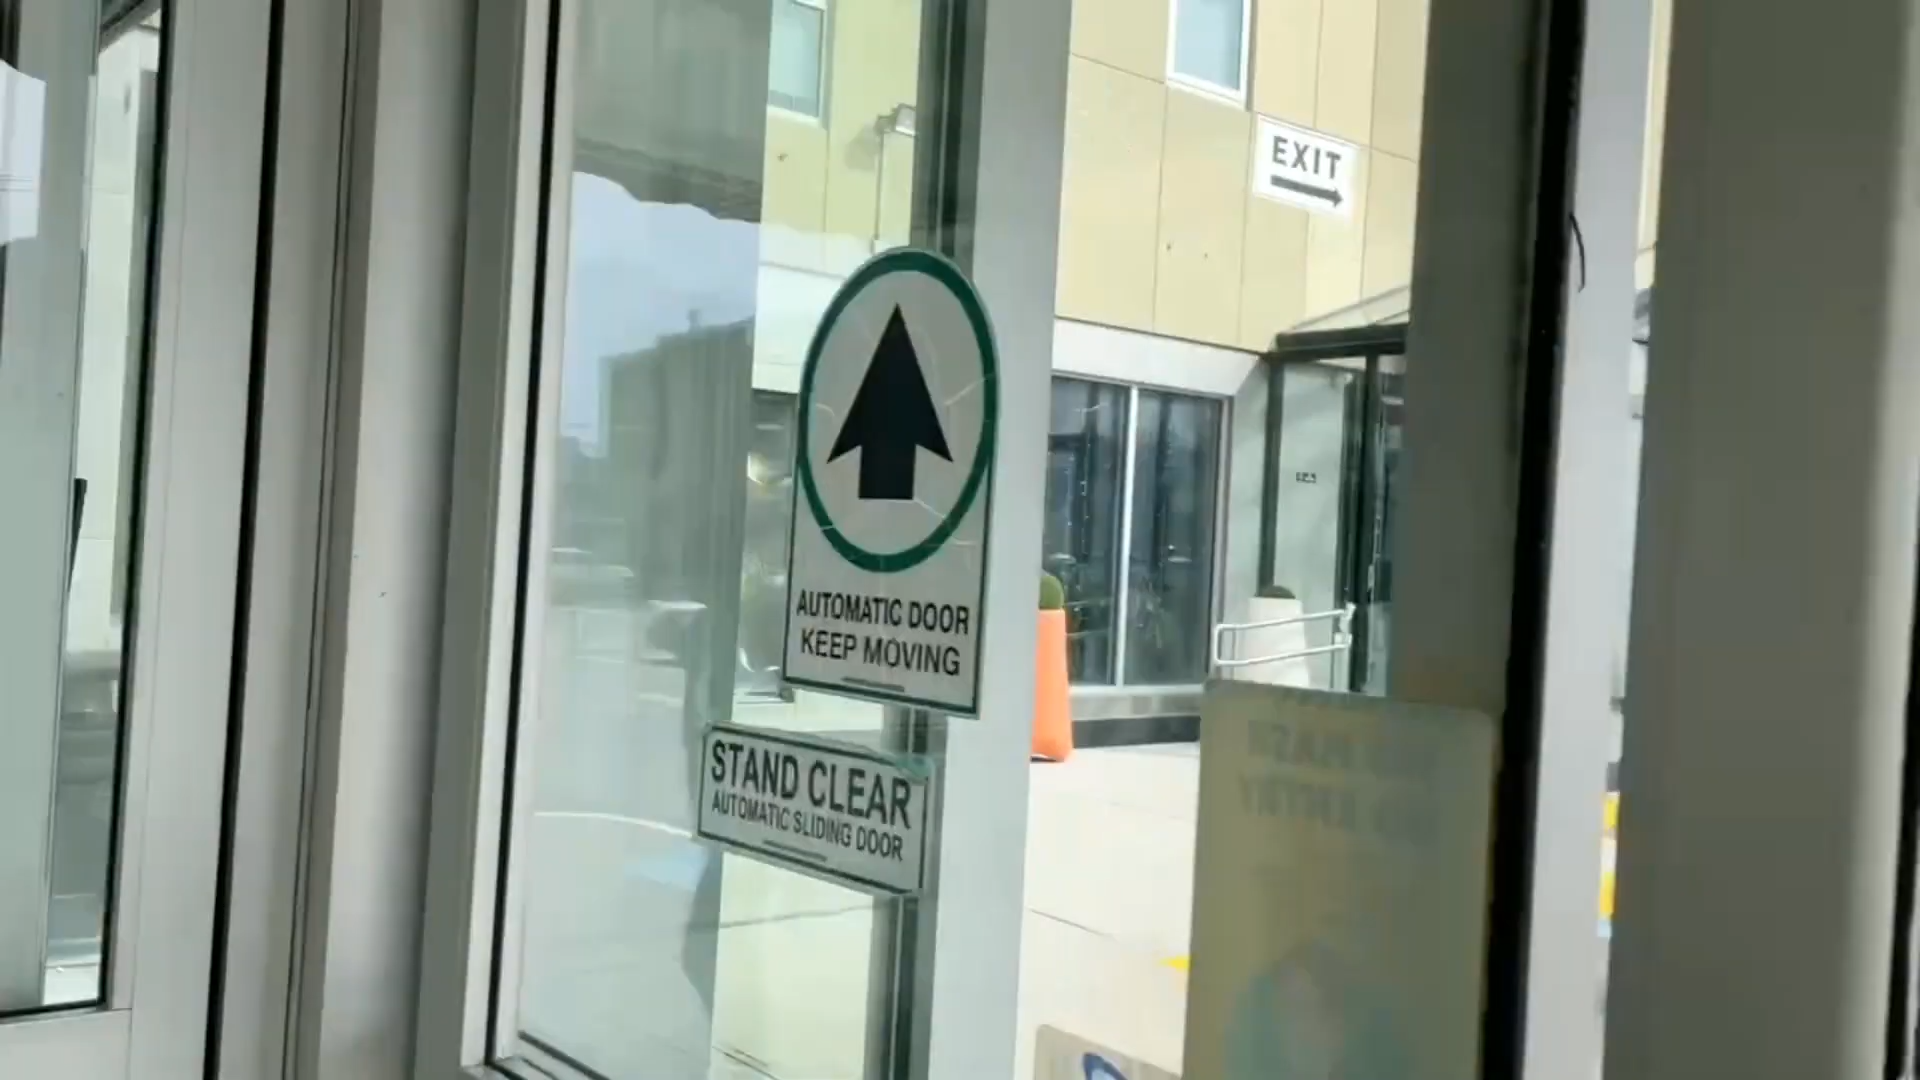 EXIT
AUTOMATIC DOOR
KEEP MOVING
STAND CLEAR
AUTOMATIC SLIDING DOOR